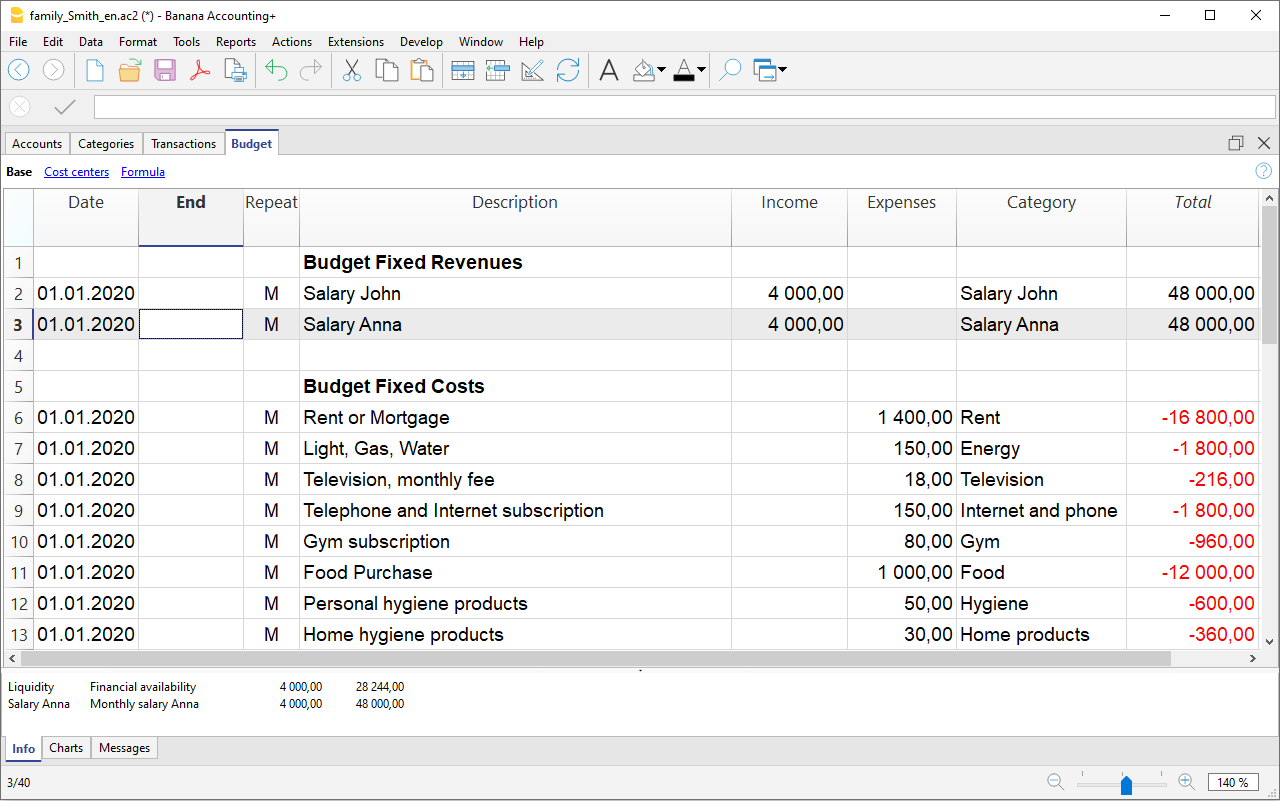 family_Smith_en.ac2 (*) - Banana Accounting+
File Edit Data Format Tools Reports Actions Extensions Develop Window Help
Accounts Categories Transactions Budget
Base Cost centers Formula
Date End Repeat Description Income Expenses Category Total
1 Budget Fixed Revenues
2 01.01.2020 M Salary John 4 000,00 Salary John 48 000,00
3 01.01.2020 M Salary Anna 4 000,00 Salary Anna 48 000,00
4
5 Budget Fixed Costs
6 01.01.2020 M Rent or Mortgage 1 400,00 Rent -16 800,00
7 01.01.2020 M Light, Gas, Water 150,00 Energy -1 800,00
8 01.01.2020 M Television, monthly fee 18,00 Television -216,00
9 01.01.2020 M Telephone and Internet subscription 150,00 Internet and phone -1 800,00
10 01.01.2020 M Gym subscription 80,00 Gym -960,00
11 01.01.2020 M Food Purchase 1 000,00 Food -12 000,00
12 01.01.2020 M Personal hygiene products 50,00 Hygiene -600,00
13 01.01.2020 M Home hygiene products 30,00 Home products -360,00
Liquidity Financial availability 4 000,00 28 244,00
Salary Anna Monthly salary Anna 4 000,00 48 000,00
Info Charts Messages
3/40 140 %